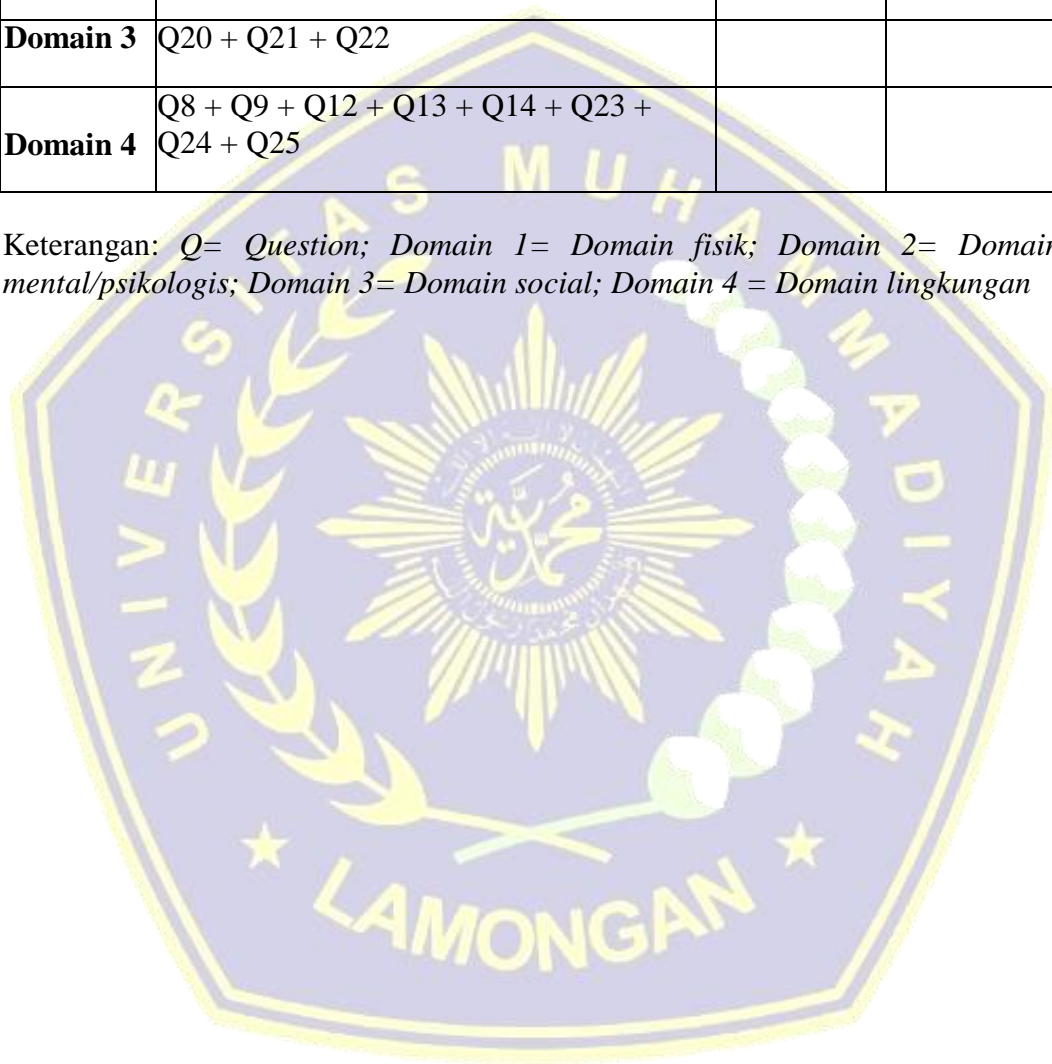 Domain 3 Q20 + Q21 + Q22
Q8 + Q9 + Q12 + Q13 + Q14 + Q23 +
Domain 4 Q24 + Q25
Keterangan: Q= Question; Domain 1= Domain fisik; Domain 2= Domain
mental/psikologis; Domain 3= Domain social; Domain 4 = Domain lingkungan
UNIVERSITAS MUHAMMADIYAH
محمدية
LAMONGAN